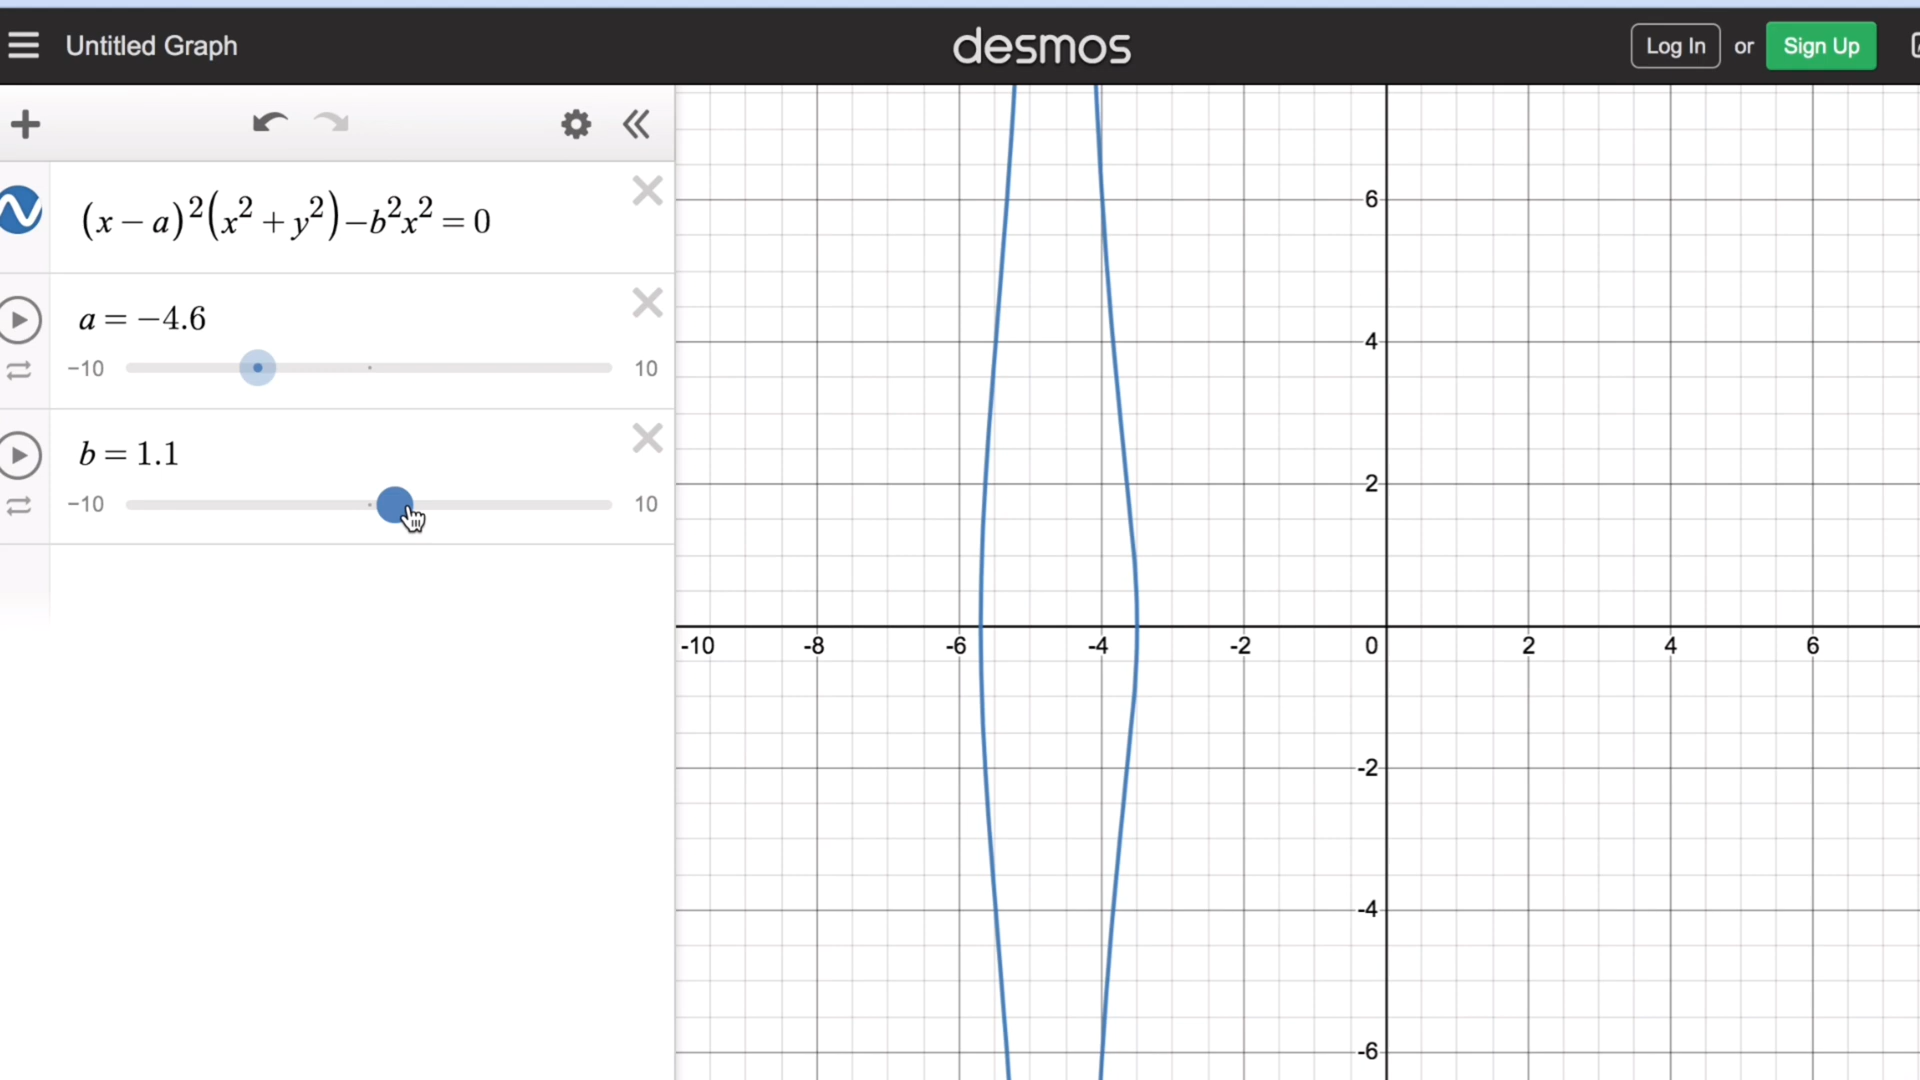 Untitled Graph
desmos
Log In or Sign Up
(x − a)²(x² + y²) − b²x² = 0
a = −4.6
−10 10
b = 1.1
−10 10
6
4
2
-10 -8 -6 -4 -2 0 2 4 6
-2
-4
-6